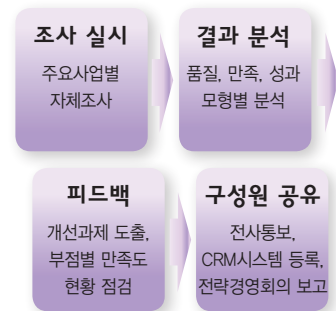 조사 실시
주요사업별
자체조사
결과 분석
품질, 만족, 성과
모형별 분석
피드백
개선과제 도출,
부점별 만족도
현황 점검
구성원 공유
전사통보,
CRM시스템 등록,
전략경영회의 보고